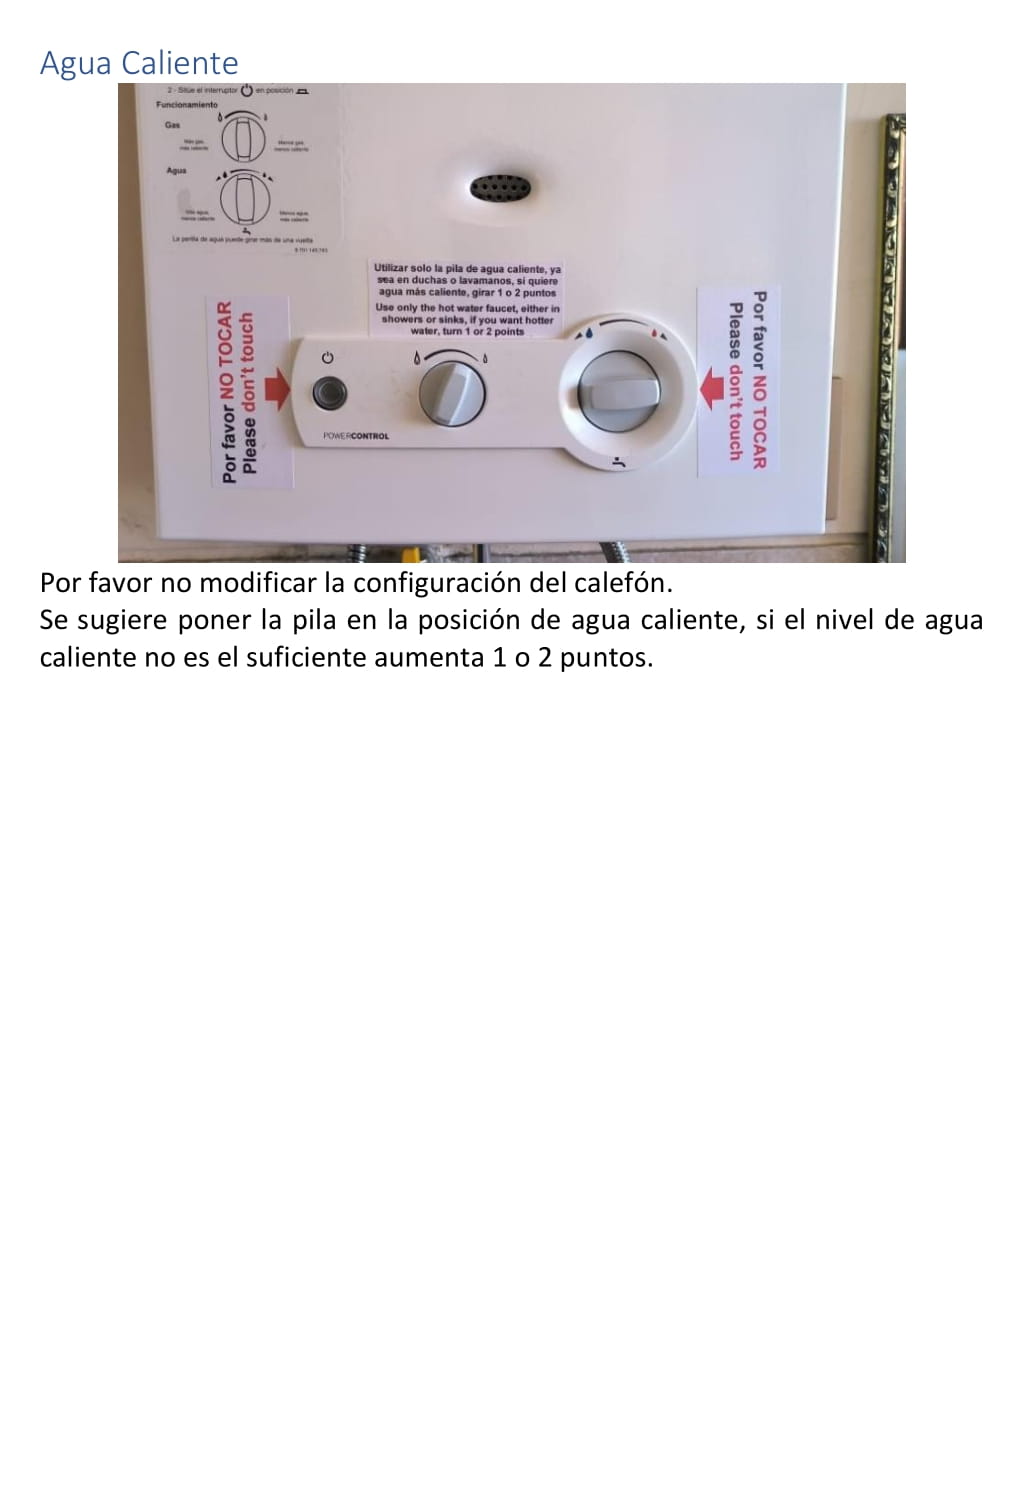 Agua Caliente
2 - Sitúe el interruptor en posición
Funcionamiento
Gas
Más gas, más caliente
Menos gas, menos caliente
Agua
Más agua, menos caliente
Menos agua, más caliente
La perilla de agua puede girar más de una vuelta
Utilizar solo la pila de agua caliente, ya
sea en duchas o lavamanos, si quiere
agua más caliente, girar 1 o 2 puntos
Use only the hot water faucet, either in
showers or sinks, if you want hotter
water, turn 1 or 2 points
Por favor NO TOCAR
Please don't touch
POWERCONTROL
Por favor NO TOCAR
Please don't touch
Por favor no modificar la configuración del calefón.
Se sugiere poner la pila en la posición de agua caliente, si el nivel de agua
caliente no es el suficiente aumenta 1 o 2 puntos.